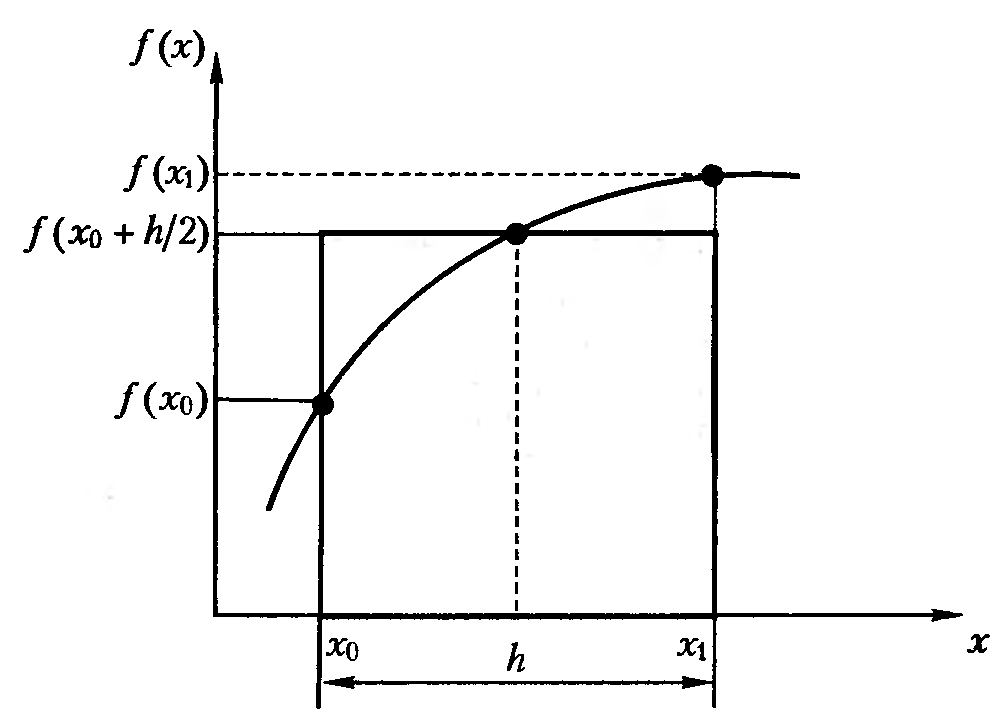 f(x)
f(x₁)
f(x₀ + h/2)
f(x₀)
x₀
h
x₁
x